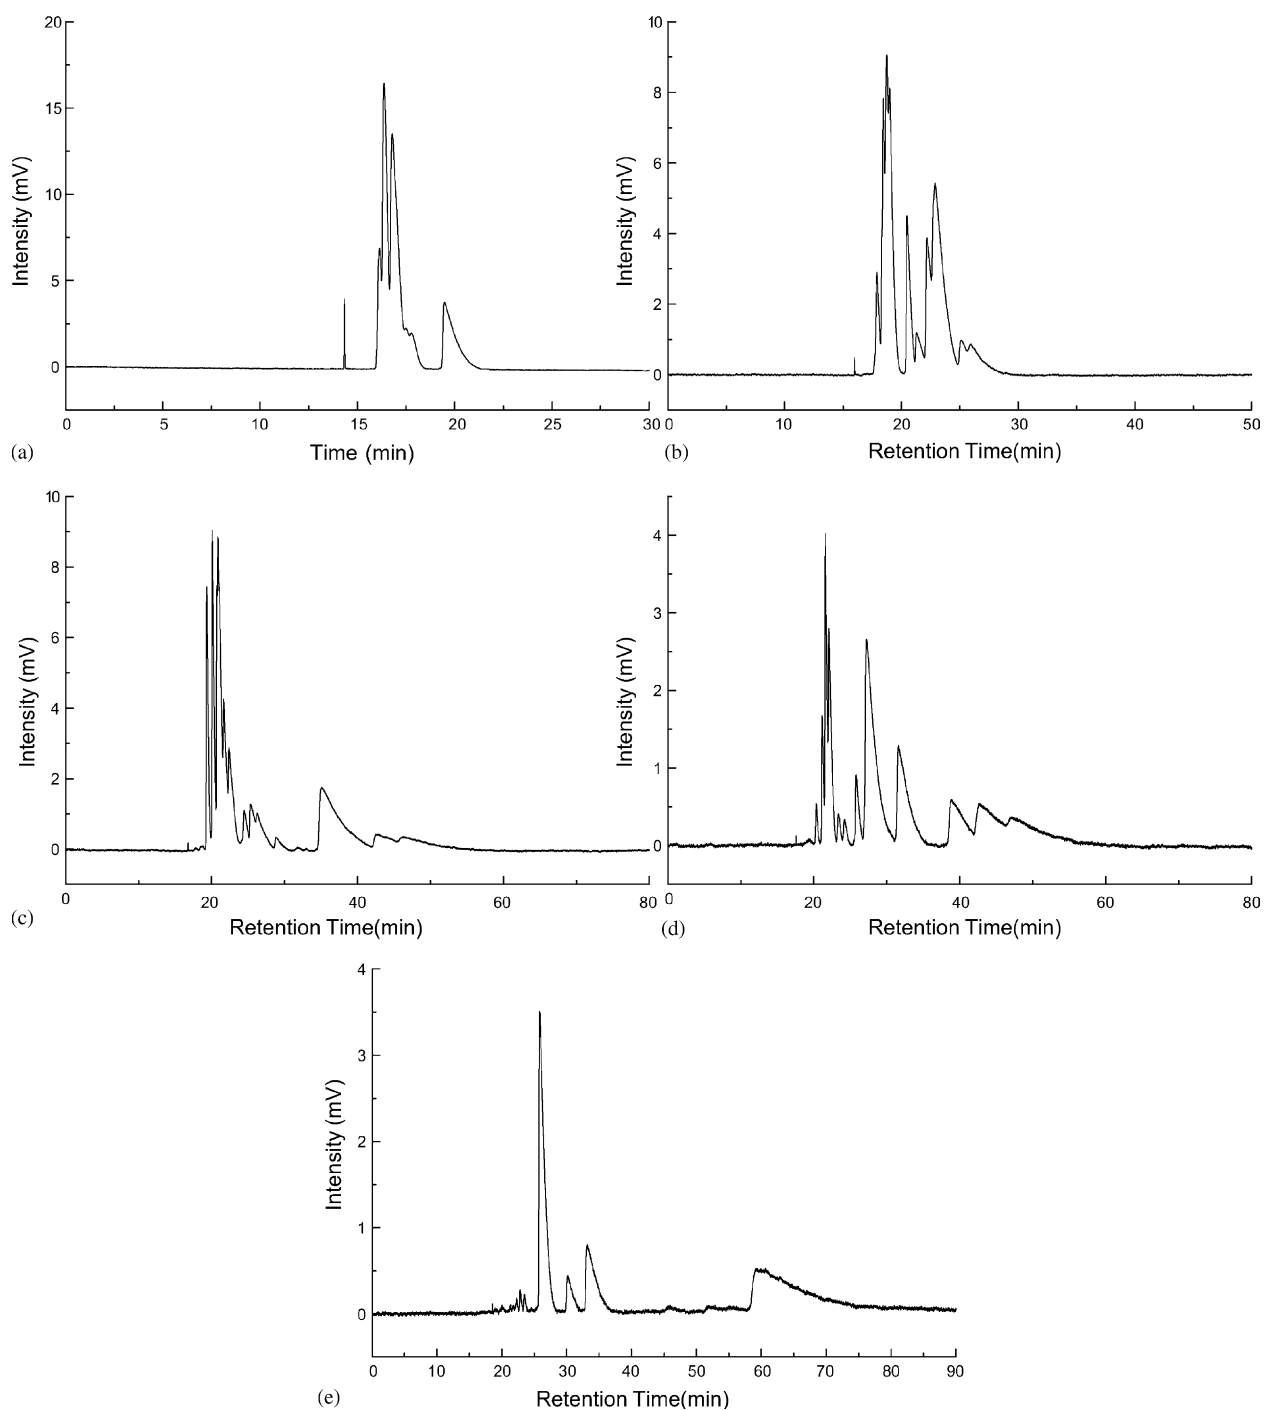 20
15
10
5
0
Intensity (mV)
0 5 10 15 20 25 30
Time (min)
(a)
10
8
6
4
2
0
Intensity (mV)
0 10 20 30 40 50
Retention Time(min)
(b)
10
8
6
4
2
0
Intensity (mV)
0 20 40 60 80
Retention Time(min)
(c)
4
3
2
1
0
Intensity (mV)
0 20 40 60 80
Retention Time(min)
(d)
4
3
2
1
0
Intensity (mV)
0 10 20 30 40 50 60 70 80 90
Retention Time(min)
(e)